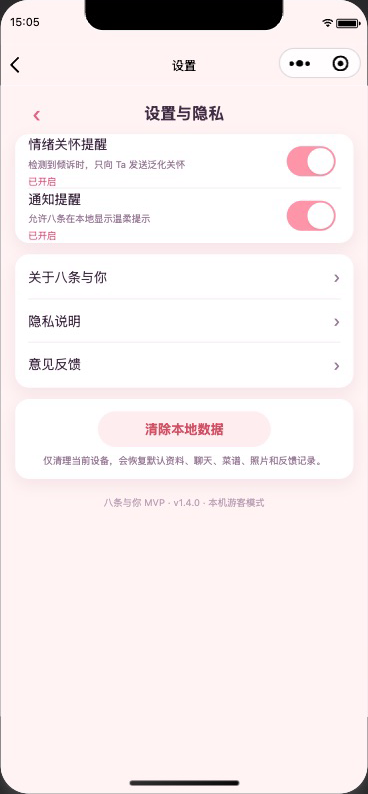 15:05
设置
设置与隐私
情绪关怀提醒
检测到倾诉时，只向 Ta 发送泛化关怀
已开启
通知提醒
允许八条在本地显示温柔提示
已开启
关于八条与你
隐私说明
意见反馈
清除本地数据
仅清理当前设备，会恢复默认资料、聊天、菜谱、照片和反馈记录。
八条与你 MVP · v1.4.0 · 本机游客模式